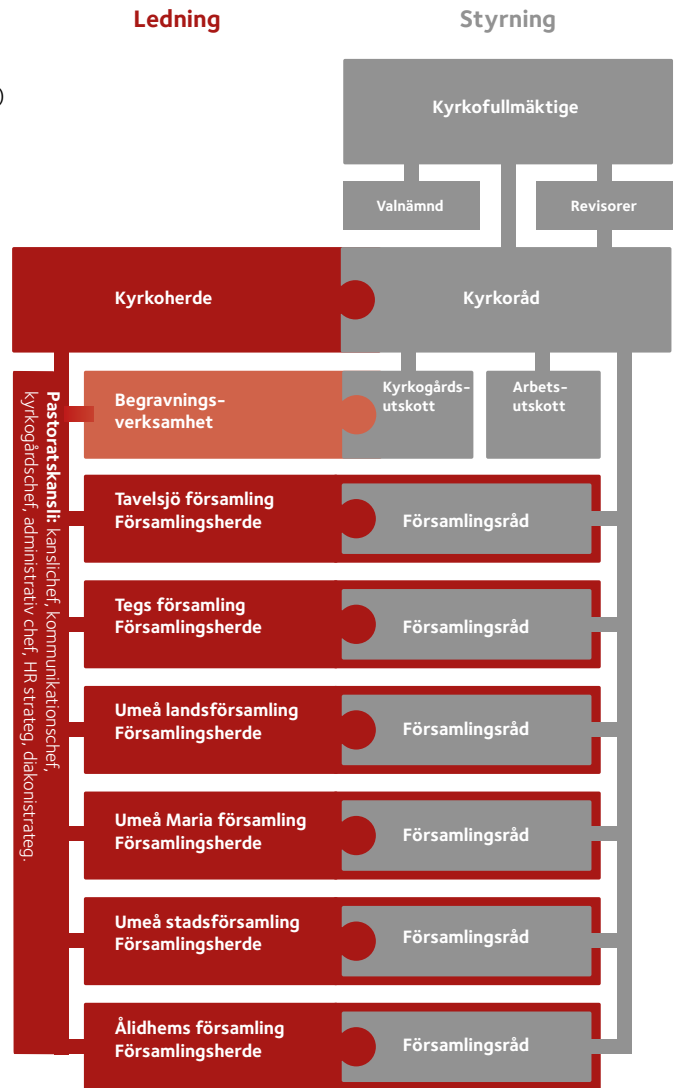 Ledning
Styrning
)
Kyrkofullmäktige
Valnämnd
Revisorer
Kyrkoherde
Kyrkoråd
Begravnings-
verksamhet
Kyrkogårds-
utskott
Arbets-
utskott
Pastoratskansli: kanslichef, kommunikationschef,
kyrkogårdschef, administrativ chef, HR strateg, diakonistrateg.
Tavelsjö församling
Församlingsherde
Församlingsråd
Tegs församling
Församlingsherde
Församlingsråd
Umeå landsförsamling
Församlingsherde
Församlingsråd
Umeå Maria församling
Församlingsherde
Församlingsråd
Umeå stadsförsamling
Församlingsherde
Församlingsråd
Ålidhems församling
Församlingsherde
Församlingsråd